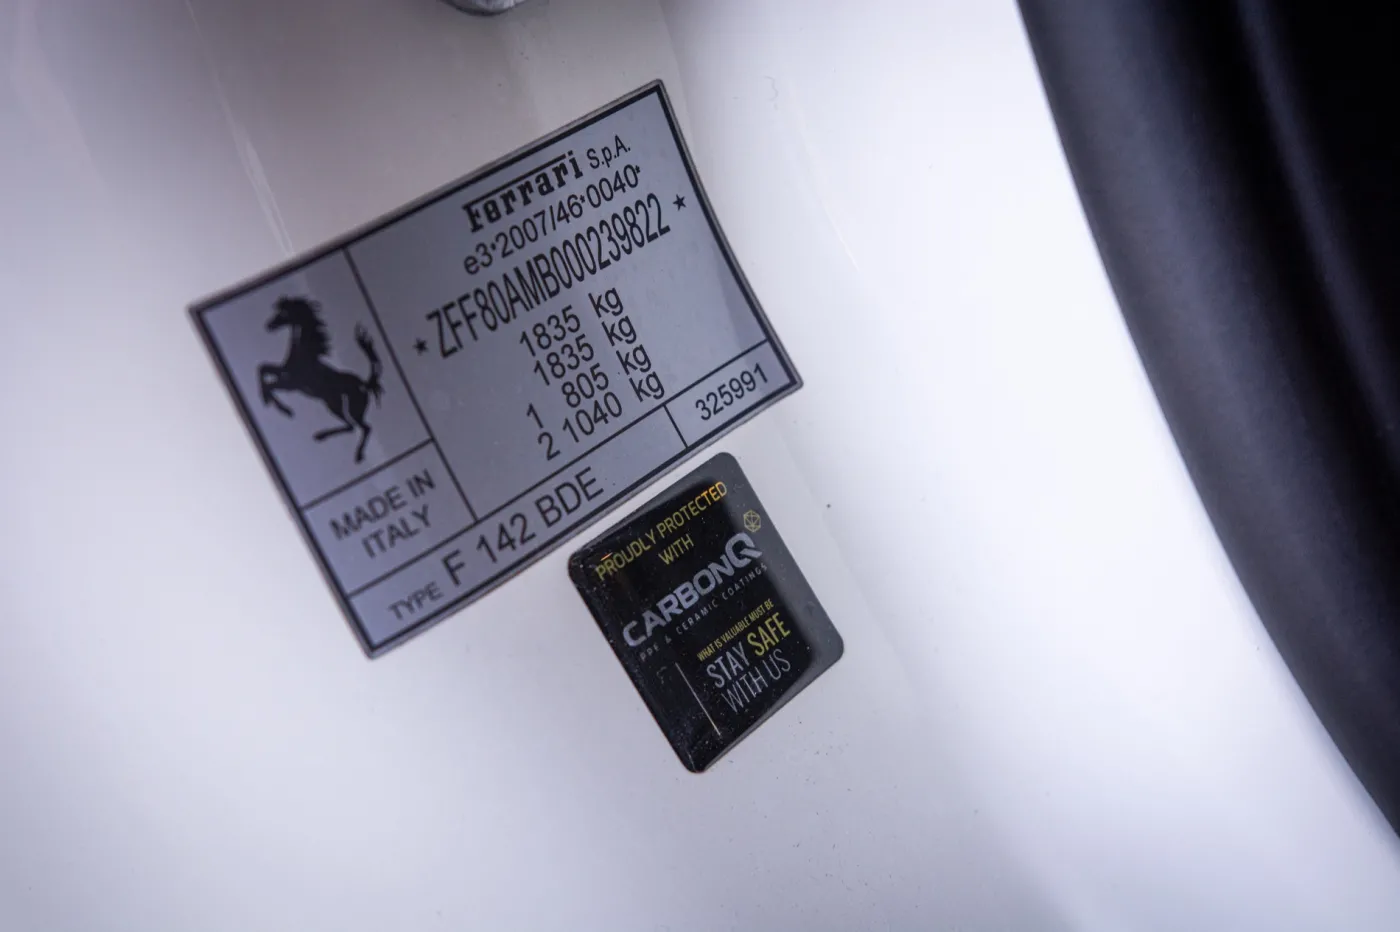 Ferrari S.p.A.
e3*2007/46*0040*
★ ZFF80AMB000239822 ★
1835 kg
1835 kg
1 805 kg
2 1040 kg
MADE IN
ITALY
TYPE F 142 BDE
325991
PROUDLY PROTECTED
WITH
CARBONQ
PPF & CERAMIC COATINGS
WHAT IS VALUABLE MUST BE
STAY SAFE
WITH US